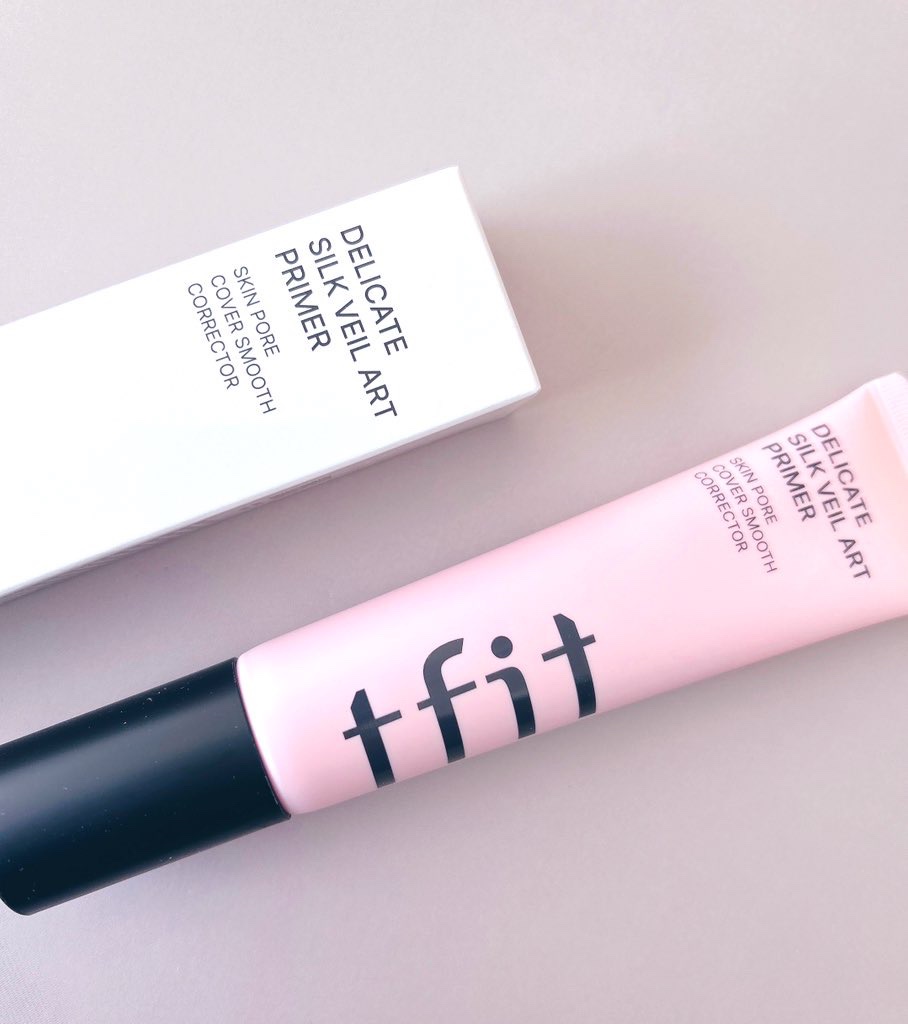 DELICATE
SILK VEIL ART
PRIMER
SKIN PORE
COVER SMOOTH
CORRECTOR
DELICATE
SILK VEIL ART
PRIMER
SKIN PORE
COVER SMOOTH
CORRECTOR
tfit